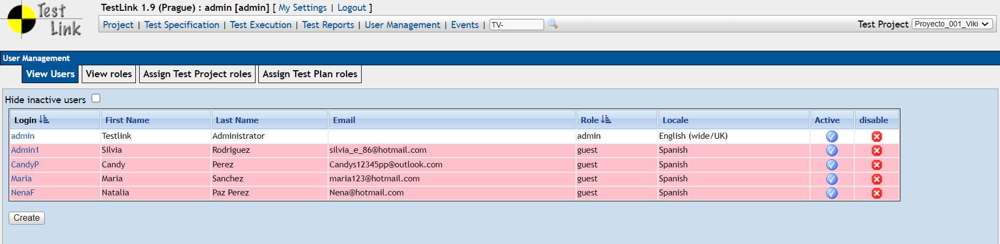 Test Link
TestLink 1.9 (Prague) : admin [admin] [ My Settings | Logout ]
Project | Test Specification | Test Execution | Test Reports | User Management | Events | TV-
Test Project Proyecto_001_Viki
User Management
View Users View roles Assign Test Project roles Assign Test Plan roles
Hide inactive users
Login First Name Last Name Email Role Locale Active disable
admin Testlink Administrator admin English (wide/UK)
Admin1 Silvia Rodriguez silvia_e_86@hotmail.com guest Spanish
CandyP Candy Perez Candys12345pp@outlook.com guest Spanish
Maria Maria Sanchez maria123@hotmail.com guest Spanish
NenaF Natalia Paz Perez Nena@hotmail.com guest Spanish
Create